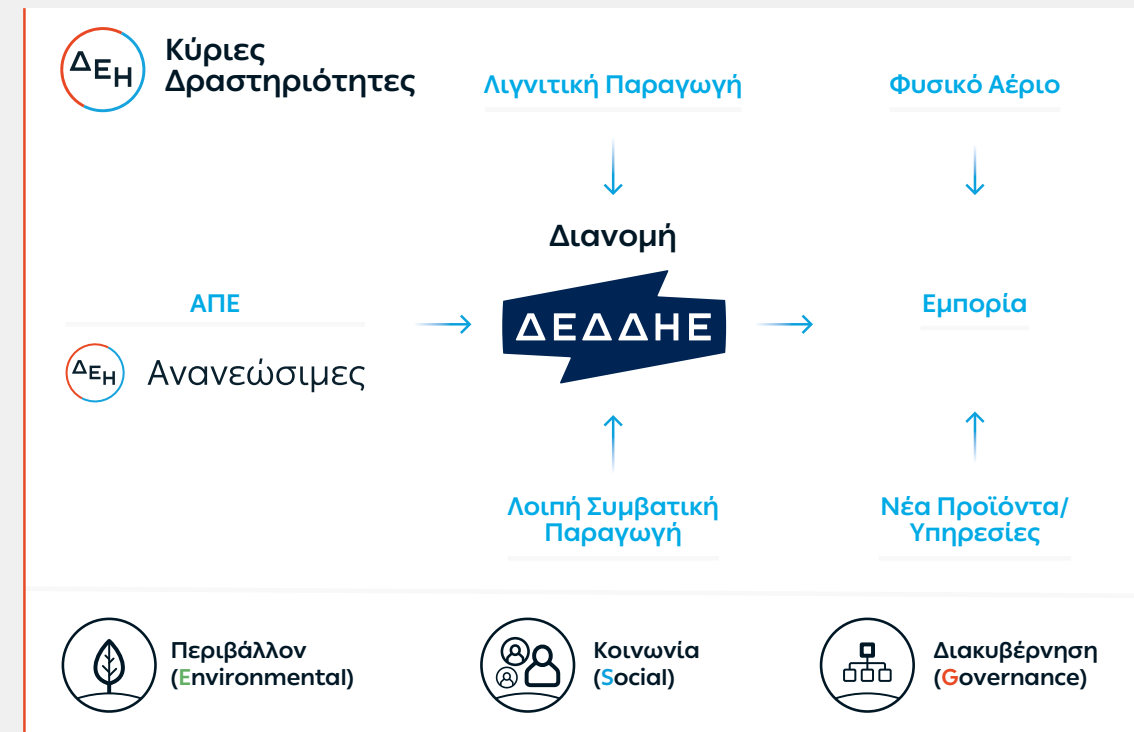 ΔΕΗ
Κύριες
Δραστηριότητες
Λιγνιτική Παραγωγή
Φυσικό Αέριο
Διανομή
ΑΠΕ
ΔΕΔΔΗΕ
Εμπορία
ΔΕΗ
Ανανεώσιμες
Λοιπή Συμβατική
Παραγωγή
Νέα Προϊόντα/
Υπηρεσίες
Περιβάλλον
(Environmental)
Κοινωνία
(Social)
Διακυβέρνηση
(Governance)